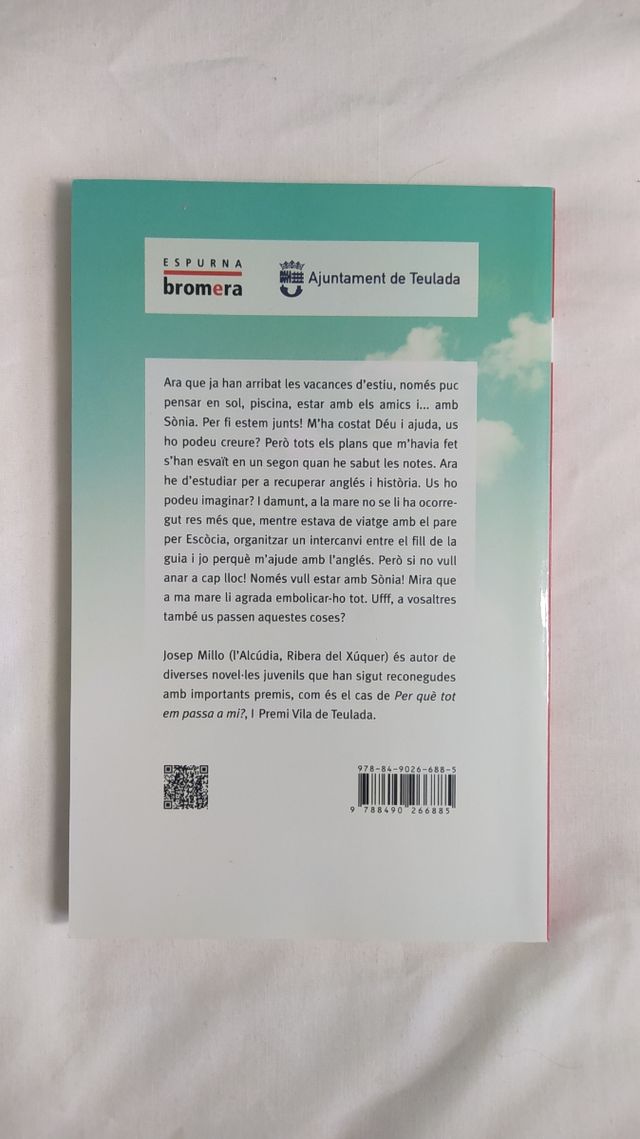 ESPURNA
bromera
Ajuntament de Teulada
Ara que ja han arribat les vacances d'estiu, només puc
pensar en sol, piscina, estar amb els amics i... amb
Sònia. Per fi estem junts! M'ha costat Déu i ajuda, us
ho podeu creure? Però tots els plans que m'havia fet
s'han esvaït en un segon quan he sabut les notes. Ara
he d'estudiar per a recuperar anglés i història. Us ho
podeu imaginar? I damunt, a la mare no se li ha ocorre-
gut res més que, mentre estava de viatge amb el pare
per Escòcia, organitzar un intercanvi entre el fill de la
guia i jo perquè m'ajude amb l'anglés. Però si no vull
anar a cap lloc! Només vull estar amb Sònia! Mira que
a ma mare li agrada embolicar-ho tot. Ufff, a vosaltres
també us passen aquestes coses?
Josep Millo (l'Alcúdia, Ribera del Xúquer) és autor de
diverses novel·les juvenils que han sigut reconegudes
amb importants premis, com és el cas de Per què tot
em passa a mi?, I Premi Vila de Teulada.
978-84-9026-688-5
9 788490 266885